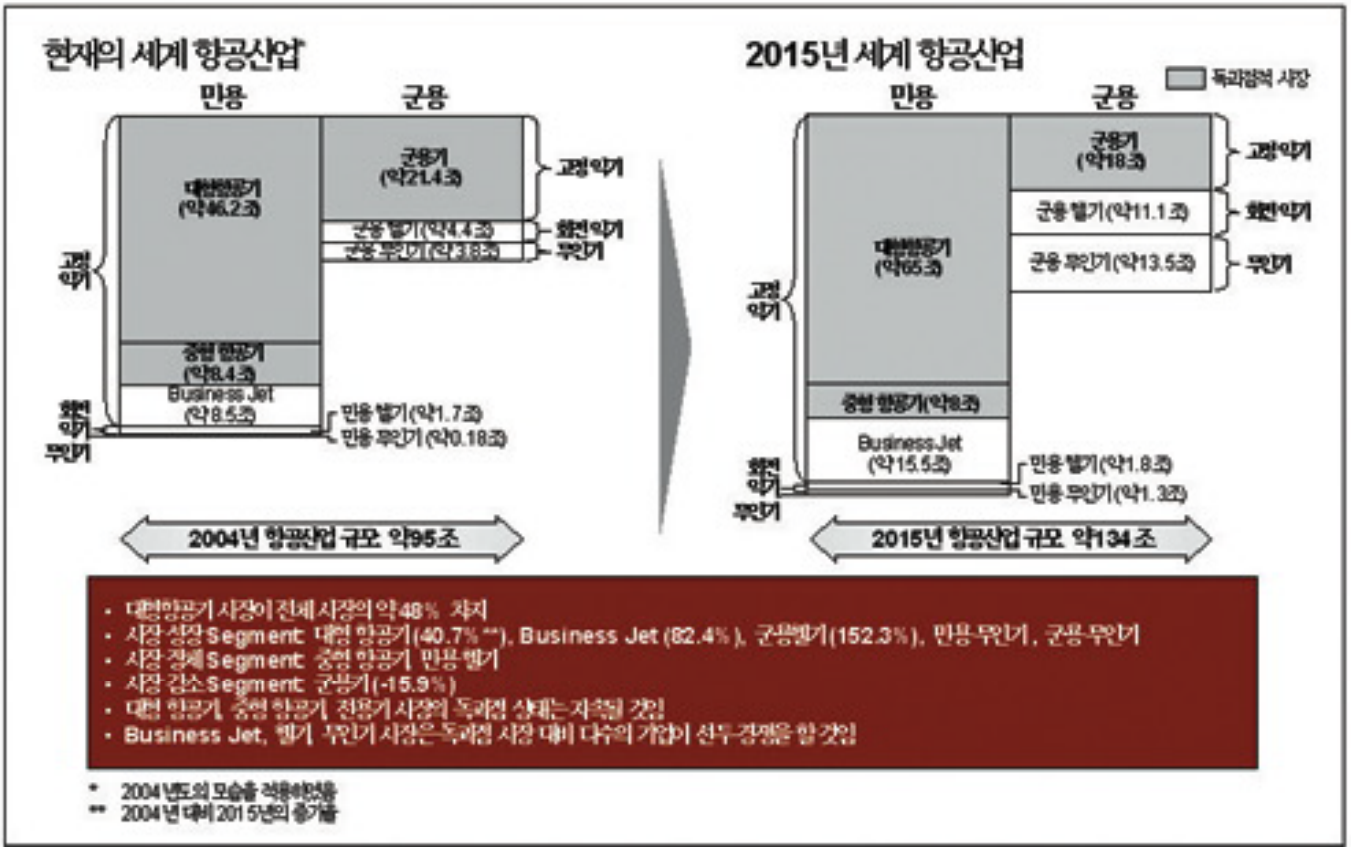 현재의 세계 항공산업*
민용 군용
대형항공기
(약46.2조)
군용기
(약21.4조)
고정익기
군용 헬기 (약4.4조)
회전익기
군용 무인기 (약3.8조)
무인기
고정
익기
중형 항공기
(약8.4조)
Business Jet
(약8.5조)
회전
익기
무인기
민용 헬기 (약1.7조)
민용 무인기 (약0.18조)
2004년 항공산업 규모 약95조
2015년 세계 항공산업
독과점적 시장
민용 군용
대형항공기
(약65조)
군용기
(약18조)
고정익기
군용 헬기 (약11.1조)
회전익기
군용 무인기 (약13.5조)
무인기
고정
익기
중형 항공기(약8조)
Business Jet
(약15.5조)
회전
익기
무인기
민용 헬기 (약1.8조)
민용 무인기 (약1.3조)
2015년 항공산업 규모 약134조
• 대형항공기 시장이 전체 시장의 약 48% 차지
• 시장 성장 Segment: 대형 항공기 (40.7%**), Business Jet (82.4%), 군용헬기 (152.3%), 민용 무인기, 군용 무인기
• 시장 정체 Segment: 중형 항공기, 민용 헬기
• 시장 감소 Segment: 군용기 (-15.9%)
• 대형 항공기, 중형 항공기, 전용기 시장의 독과점 상태는 지속될 것임
• Business Jet, 헬기, 무인기 시장은 독과점 시장 대비 다수의 기업이 선두 경쟁을 할 것임
* 2004년도의 모습을 적용하였음
** 2004년 대비 2015년의 증가율